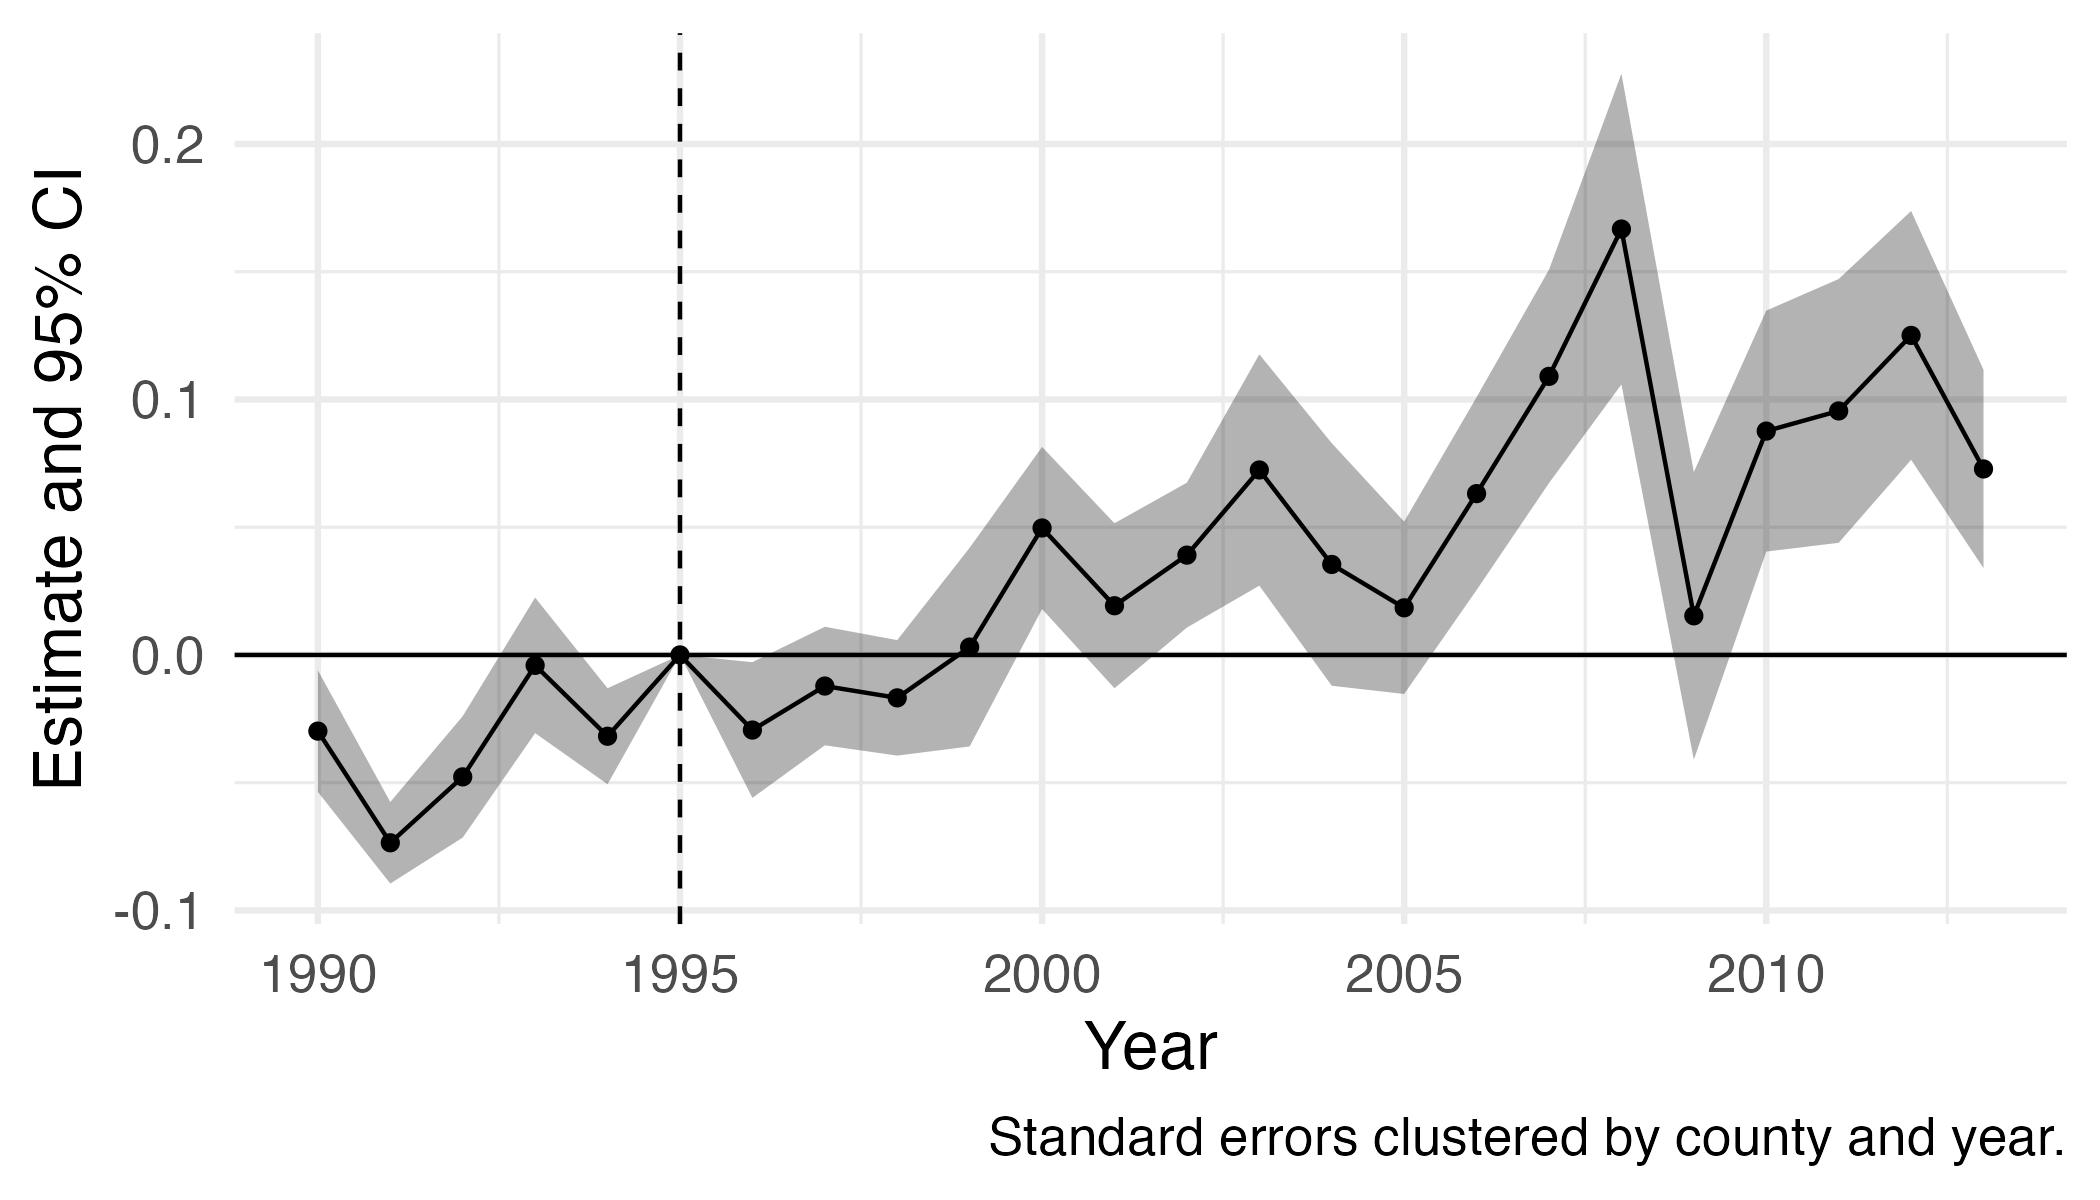 Estimate and 95% CI
0.2
0.1
0.0
-0.1
1990 1995 2000 2005 2010
Year
Standard errors clustered by county and year.